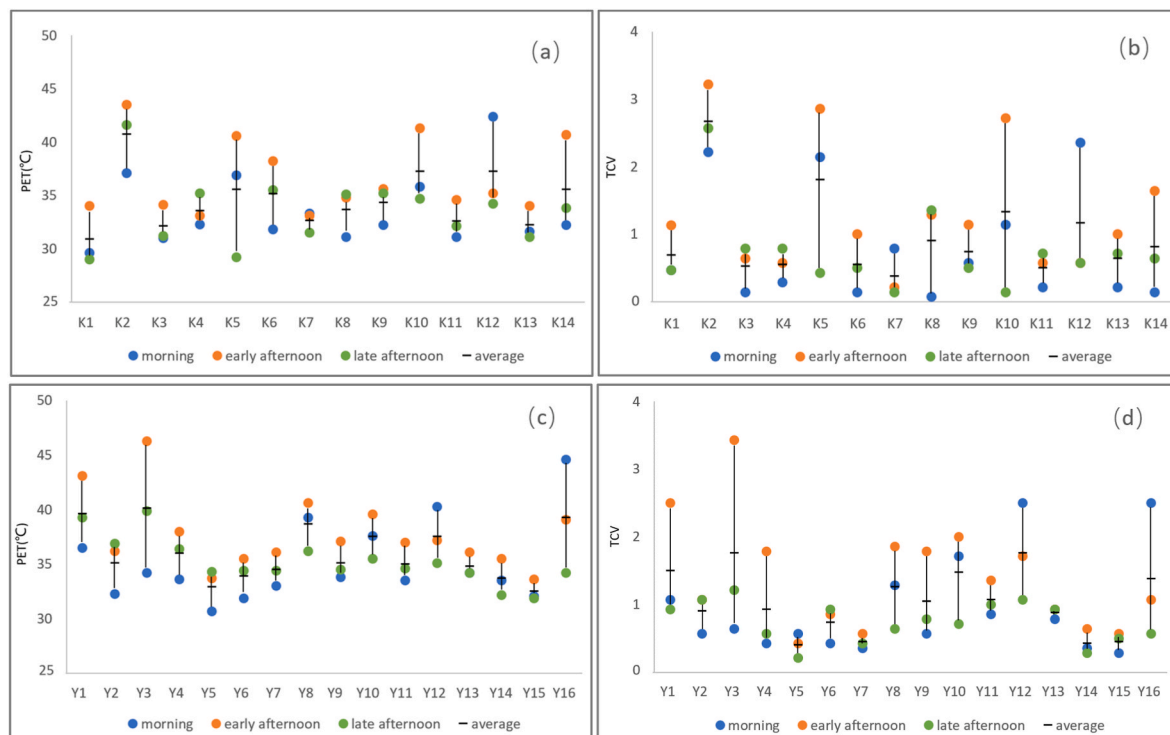 (a)
50
45
40
35
30
25
PET(℃)
K1 K2 K3 K4 K5 K6 K7 K8 K9 K10 K11 K12 K13 K14
morning early afternoon late afternoon average
(b)
4
3
2
1
0
TCV
K1 K2 K3 K4 K5 K6 K7 K8 K9 K10 K11 K12 K13 K14
morning early afternoon late afternoon average
(c)
50
45
40
35
30
25
PET(℃)
Y1 Y2 Y3 Y4 Y5 Y6 Y7 Y8 Y9 Y10 Y11 Y12 Y13 Y14 Y15 Y16
morning early afternoon late afternoon average
(d)
4
3
2
1
0
TCV
Y1 Y2 Y3 Y4 Y5 Y6 Y7 Y8 Y9 Y10 Y11 Y12 Y13 Y14 Y15 Y16
morning early afternoon late afternoon average